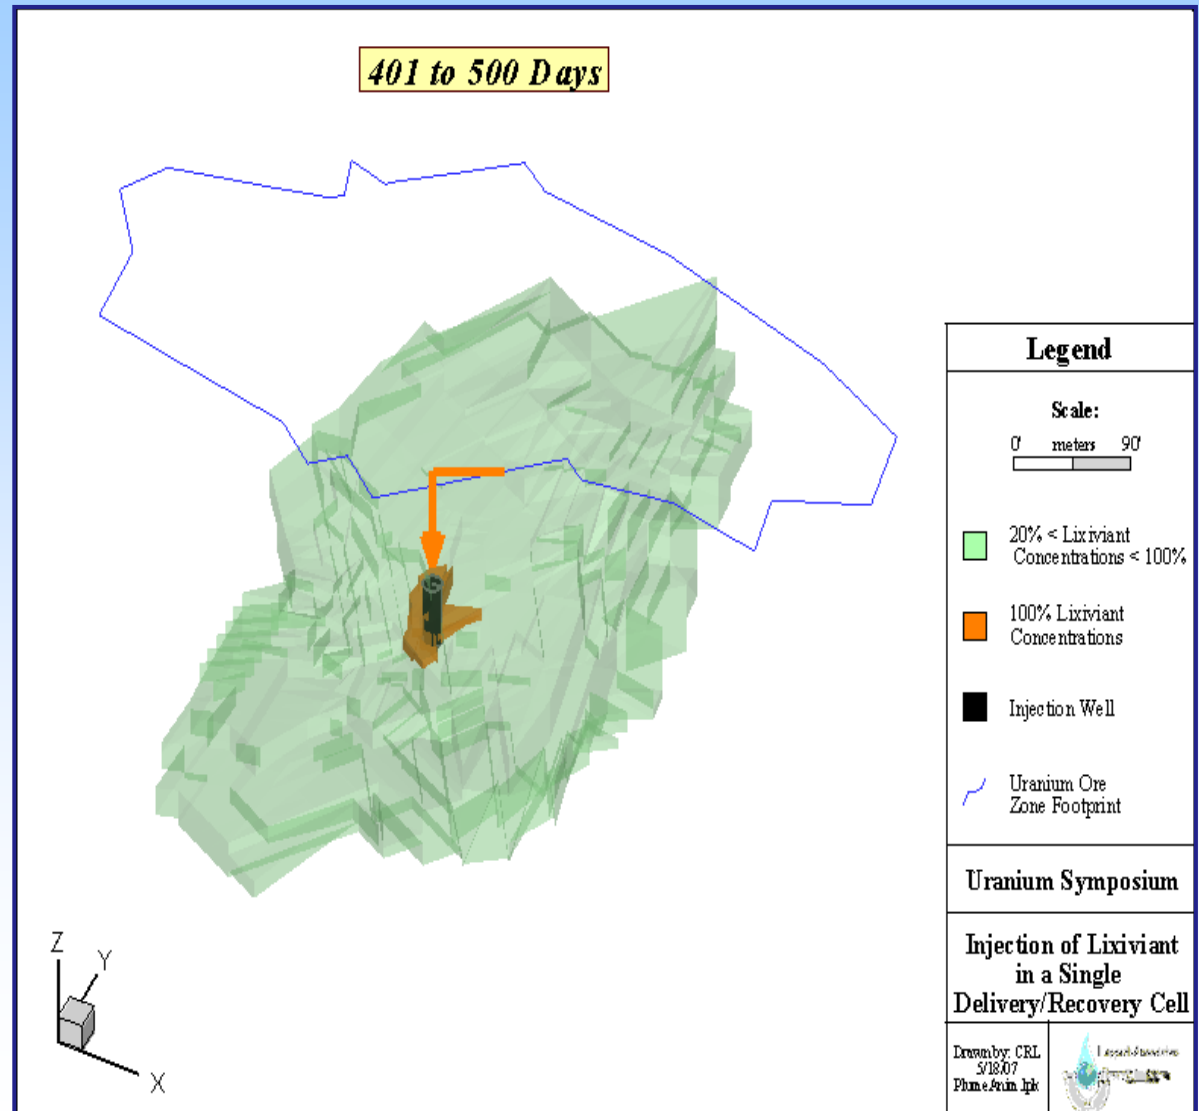 401 to 500 Days
Legend
Scale:
0' meters 90'
20% < Lixiviant
Concentrations < 100%
100% Lixiviant
Concentrations
Injection Well
Uranium Ore
Zone Footprint
Uranium Symposium
Injection of Lixiviant
in a Single
Delivery/Recovery Cell
Drawn by: CRL
5/18/07
PlumeAnim.lpk
Z
Y
X